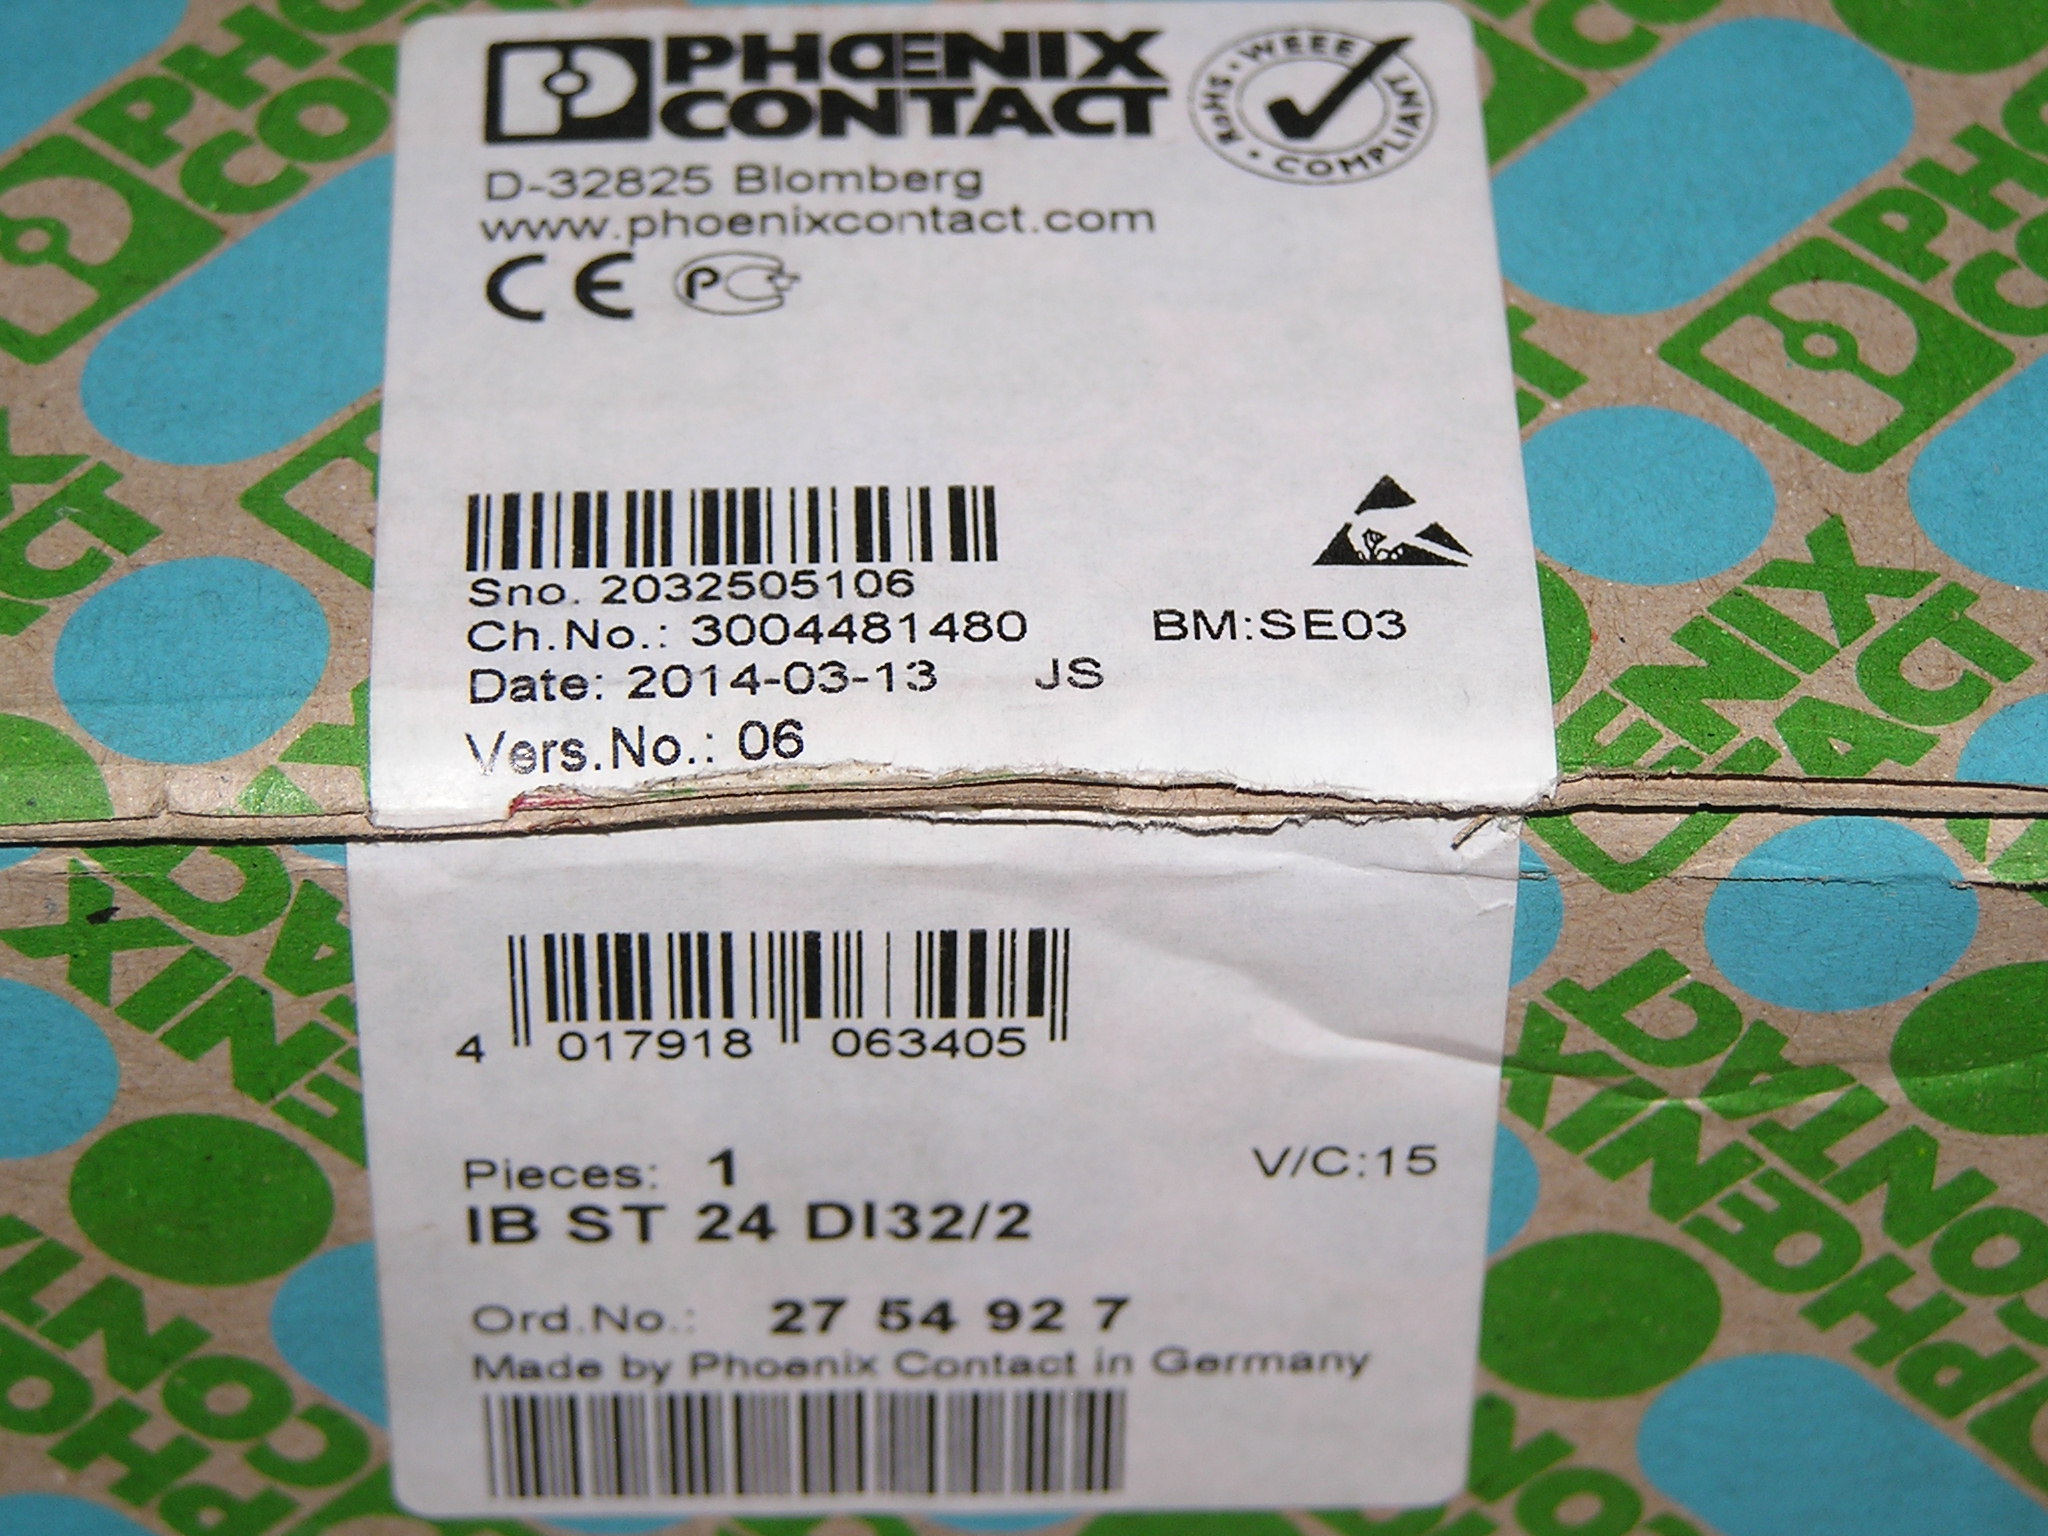 PHOENIX
CONTACT
WEEE COMPLIANT RoHS
D-32825 Blomberg
www.phoenixcontact.com
CE PC
Sno. 2032505106
Ch.No.: 3004481480 BM:SE03
Date: 2014-03-13 JS
Vers.No.: 06
4 017918 063405
Pieces: 1 V/C:15
IB ST 24 DI32/2
Ord.No.: 27 54 92 7
Made by Phoenix Contact in Germany